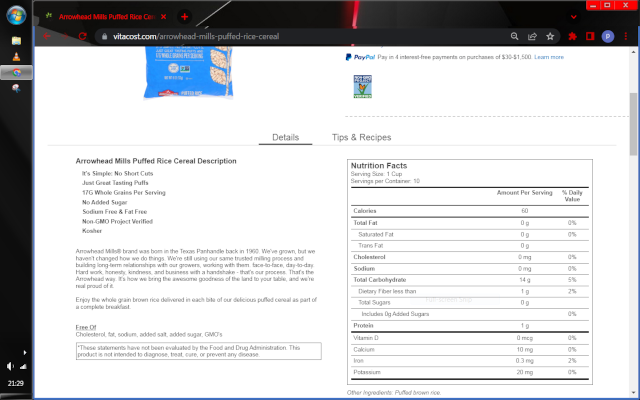 Arrowhead Mills Puffed Rice Cere
vitacost.com/arrowhead-mills-puffed-rice-cereal
PayPal Pay in 4 interest-free payments on purchases of $30-$1,500. Learn more
Details Tips & Recipes
Arrowhead Mills Puffed Rice Cereal Description
It's Simple: No Short Cuts
Just Great Tasting Puffs
17G Whole Grains Per Serving
No Added Sugar
Sodium Free & Fat Free
Non-GMO Project Verified
Kosher
Arrowhead Mills® brand was born in the Texas Panhandle back in 1960. We've grown, but we
haven't changed how we do things. We're still using our same trusted milling process and
building long-term relationships with our growers, working with them face-to-face, day-to-day.
Hard work, honesty, kindness, and business with a handshake - that's our process. That's the
Arrowhead way. It's how we bring the awesome goodness of the land to your table, and we're
real proud of it.
Enjoy the whole grain brown rice delivered in each bite of our delicious puffed cereal as part of
a complete breakfast.
Free Of
Cholesterol, fat, sodium, added salt, added sugar, GMO's
*These statements have not been evaluated by the Food and Drug Administration. This
product is not intended to diagnose, treat, cure, or prevent any disease.
Nutrition Facts
Serving Size: 1 Cup
Servings per Container: 10
Amount Per Serving % Daily
Value
Calories 60
Total Fat 0 g 0%
Saturated Fat 0 g 0%
Trans Fat 0 g
Cholesterol 0 mg 0%
Sodium 0 mg 0%
Total Carbohydrate 14 g 5%
Dietary Fiber less than 1 g 2%
Total Sugars 0 g
Includes 0g Added Sugars 0%
Protein 1 g
Vitamin D 0 mcg 0%
Calcium 10 mg 0%
Iron 0.3 mg 2%
Potassium 20 mg 0%
Other Ingredients: Puffed brown rice.
21:29